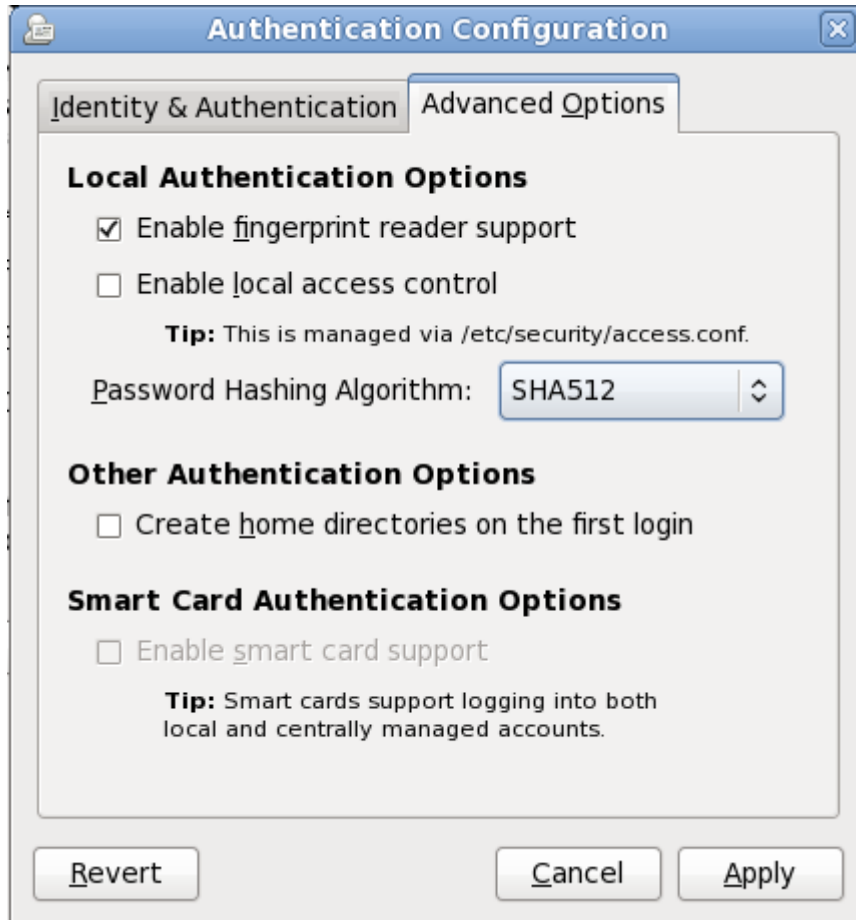 Authentication Configuration
Identity & Authentication
Advanced Options
Local Authentication Options
Enable fingerprint reader support
Enable local access control
Tip: This is managed via /etc/security/access.conf.
Password Hashing Algorithm: SHA512
Other Authentication Options
Create home directories on the first login
Smart Card Authentication Options
Enable smart card support
Tip: Smart cards support logging into both
local and centrally managed accounts.
Revert Cancel Apply